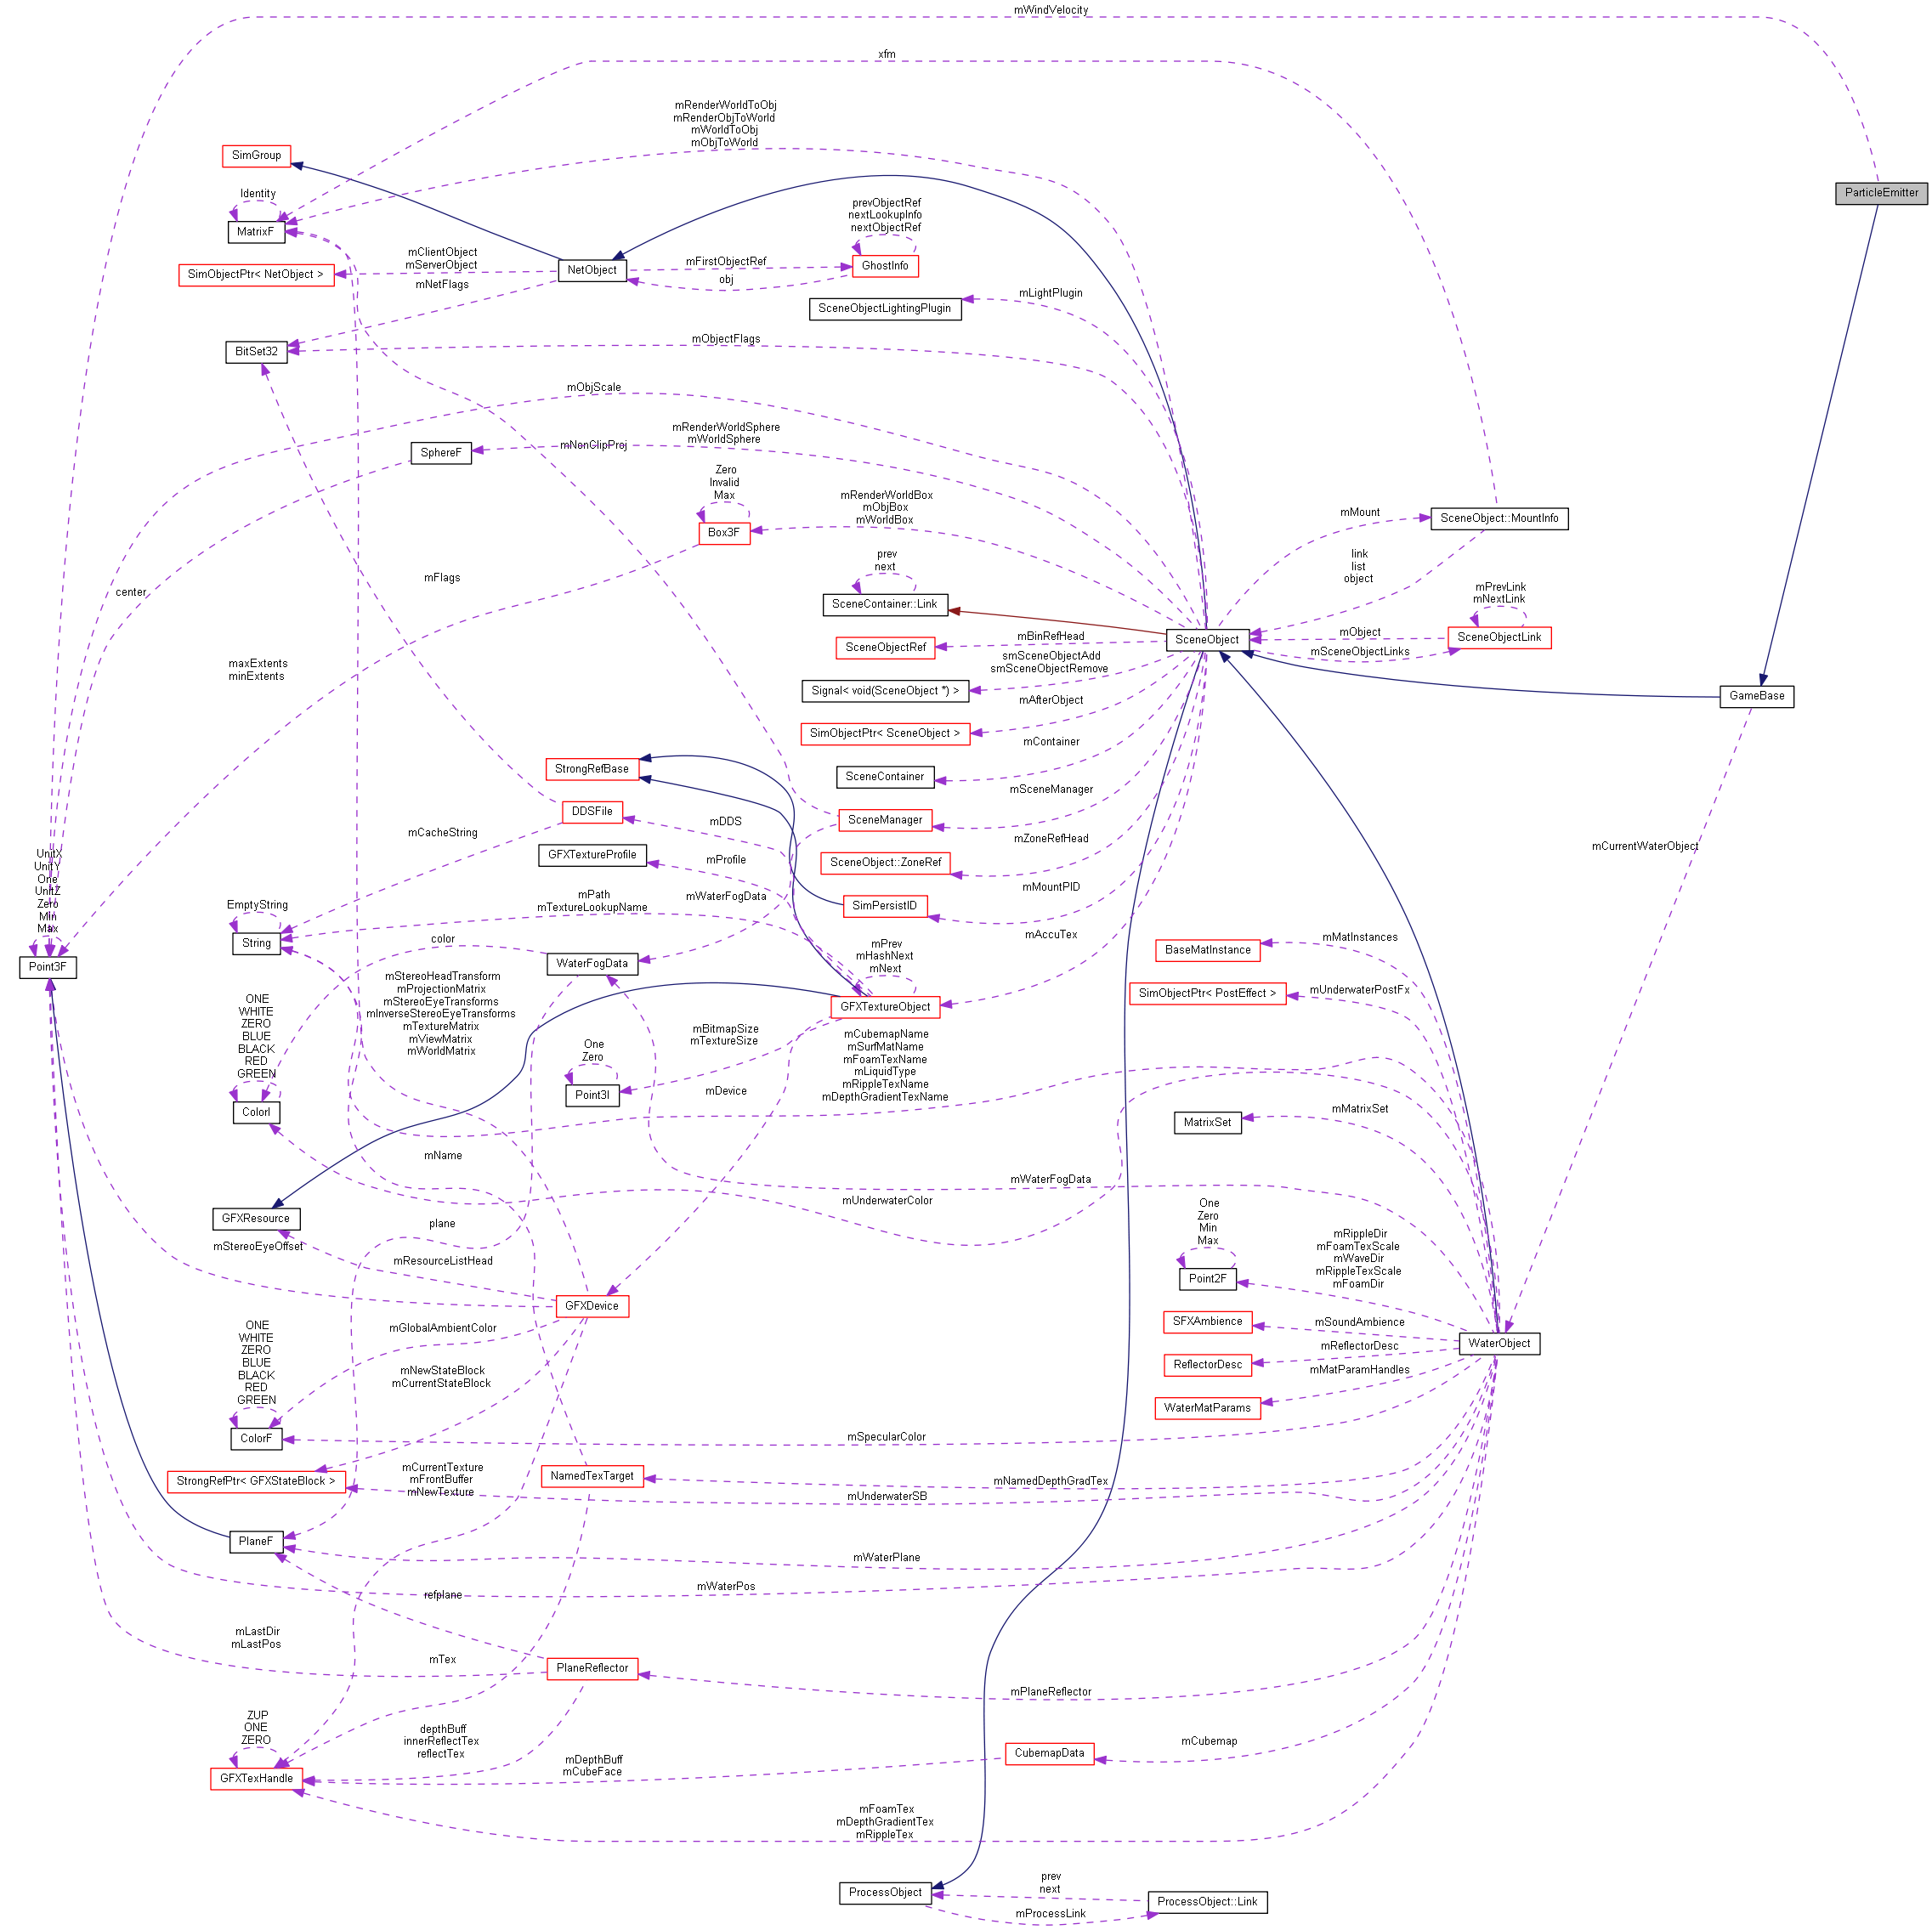 mWindVelocity
xfm
mRenderWorldToObj
mRenderObjToWorld
mWorldToObj
mObjToWorld
SimGroup
ParticleEmitter
Identity
MatrixF
prevObjectRef
nextLookupInfo
nextObjectRef
mClientObject
mServerObject
SimObjectPtr< NetObject >
NetObject
mFirstObjectRef
GhostInfo
obj
mNetFlags
mLightPlugin
SceneObjectLightingPlugin
mObjectFlags
BitSet32
mObjScale
mRenderWorldSphere
mWorldSphere
mNonClipProj
SphereF
Zero
Invalid
Max
Box3F
mRenderWorldBox
mObjBox
mWorldBox
mMount
SceneObject::MountInfo
link
list
object
mFlags
center
prev
next
SceneContainer::Link
mPrevLink
mNextLink
SceneObject
mObject
SceneObjectLink
mSceneObjectLinks
SceneObjectRef
mBinRefHead
smSceneObjectAdd
smSceneObjectRemove
Signal< void(SceneObject *) >
maxExtents
minExtents
GameBase
mAfterObject
SimObjectPtr< SceneObject >
mContainer
SceneContainer
StrongRefBase
mSceneManager
SceneManager
DDSFile
mDDS
mCacheString
mZoneRefHead
SceneObject::ZoneRef
mCurrentWaterObject
GFXTextureProfile
mProfile
mMountPID
SimPersistID
mPath
mTextureLookupName
mWaterFogData
EmptyString
String
UnitX
UnitY
One
UnitZ
Zero
Min
Max
Point3F
color
WaterFogData
mAccuTex
mPrev
mHashNext
mNext
GFXTextureObject
mMatInstances
BaseMatInstance
SimObjectPtr< PostEffect >
mUnderwaterPostFx
mStereoHeadTransform
mProjectionMatrix
mStereoEyeTransforms
mInverseStereoEyeTransforms
mTextureMatrix
mViewMatrix
mWorldMatrix
ONE
WHITE
ZERO
BLUE
BLACK
RED
GREEN
ColorI
mBitmapSize
mTextureSize
One
Zero
Point3I
mDevice
mCubemapName
mSurfMatName
mFoamTexName
mLiquidType
mRippleTexName
mDepthGradientTexName
mMatrixSet
MatrixSet
mName
mWaterFogData
mUnderwaterColor
GFXResource
plane
mStereoEyeOffset
mResourceListHead
One
Zero
Min
Max
Point2F
mRippleDir
mFoamTexScale
mWaveDir
mRippleTexScale
mFoamDir
GFXDevice
mGlobalAmbientColor
SFXAmbience
mSoundAmbience
WaterObject
mReflectorDesc
ReflectorDesc
mMatParamHandles
WaterMatParams
ONE
WHITE
ZERO
BLUE
BLACK
RED
GREEN
ColorF
mNewStateBlock
mCurrentStateBlock
mSpecularColor
StrongRefPtr< GFXStateBlock >
mCurrentTexture
mFrontBuffer
mNewTexture
NamedTexTarget
mNamedDepthGradTex
mUnderwaterSB
PlaneF
mWaterPlane
mWaterPos
refplane
mLastDir
mLastPos
mTex
PlaneReflector
mPlaneReflector
ZUP
ONE
ZERO
GFXTexHandle
depthBuff
innerReflectTex
reflectTex
mDepthBuff
mCubeFace
CubemapData
mCubemap
mFoamTex
mDepthGradientTex
mRippleTex
ProcessObject
prev
next
ProcessObject::Link
mProcessLink